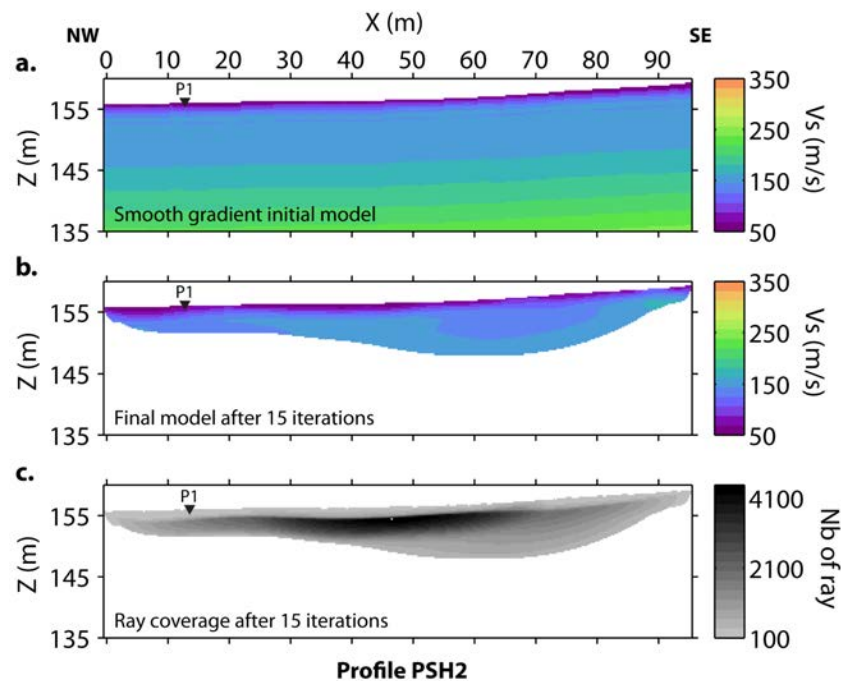 X (m)
NW SE
a. 0 10 20 30 40 50 60 70 80 90
P1
155
145
135
Z (m)
Smooth gradient initial model
350
250
150
50
Vs (m/s)
b.
P1
155
145
135
Z (m)
Final model after 15 iterations
350
250
150
50
Vs (m/s)
c.
P1
155
145
135
Z (m)
Ray coverage after 15 iterations
4100
2100
100
Nb of ray
Profile PSH2